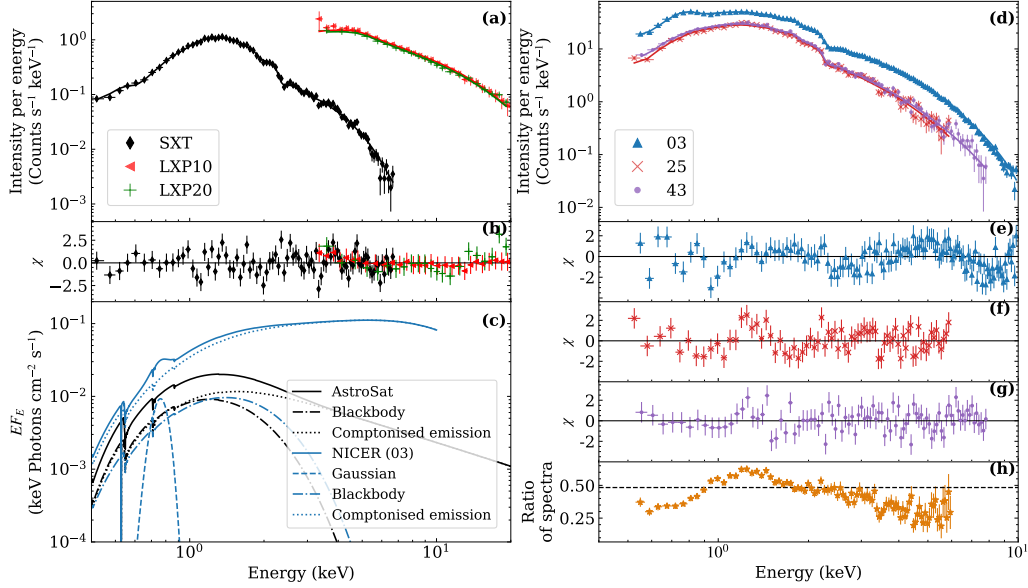 (a)
Intensity per energy
(Counts s⁻¹ keV⁻¹)
10⁰
10⁻¹
10⁻²
10⁻³
SXT
LXP10
LXP20
(b)
χ
2.5
0.0
−2.5
(c)
EF_E
(keV Photons cm⁻² s⁻¹)
10⁻¹
10⁻²
10⁻³
10⁻⁴
AstroSat
Blackbody
Comptonised emission
NICER (03)
Gaussian
Blackbody
Comptonised emission
10⁰
10¹
Energy (keV)
(d)
Intensity per energy
(Counts s⁻¹ keV⁻¹)
10¹
10⁰
10⁻¹
10⁻²
03
25
43
(e)
χ
2
0
−2
(f)
χ
2
0
−2
(g)
χ
2
0
−2
(h)
Ratio
of spectra
0.50
0.25
10⁰
10¹
Energy (keV)